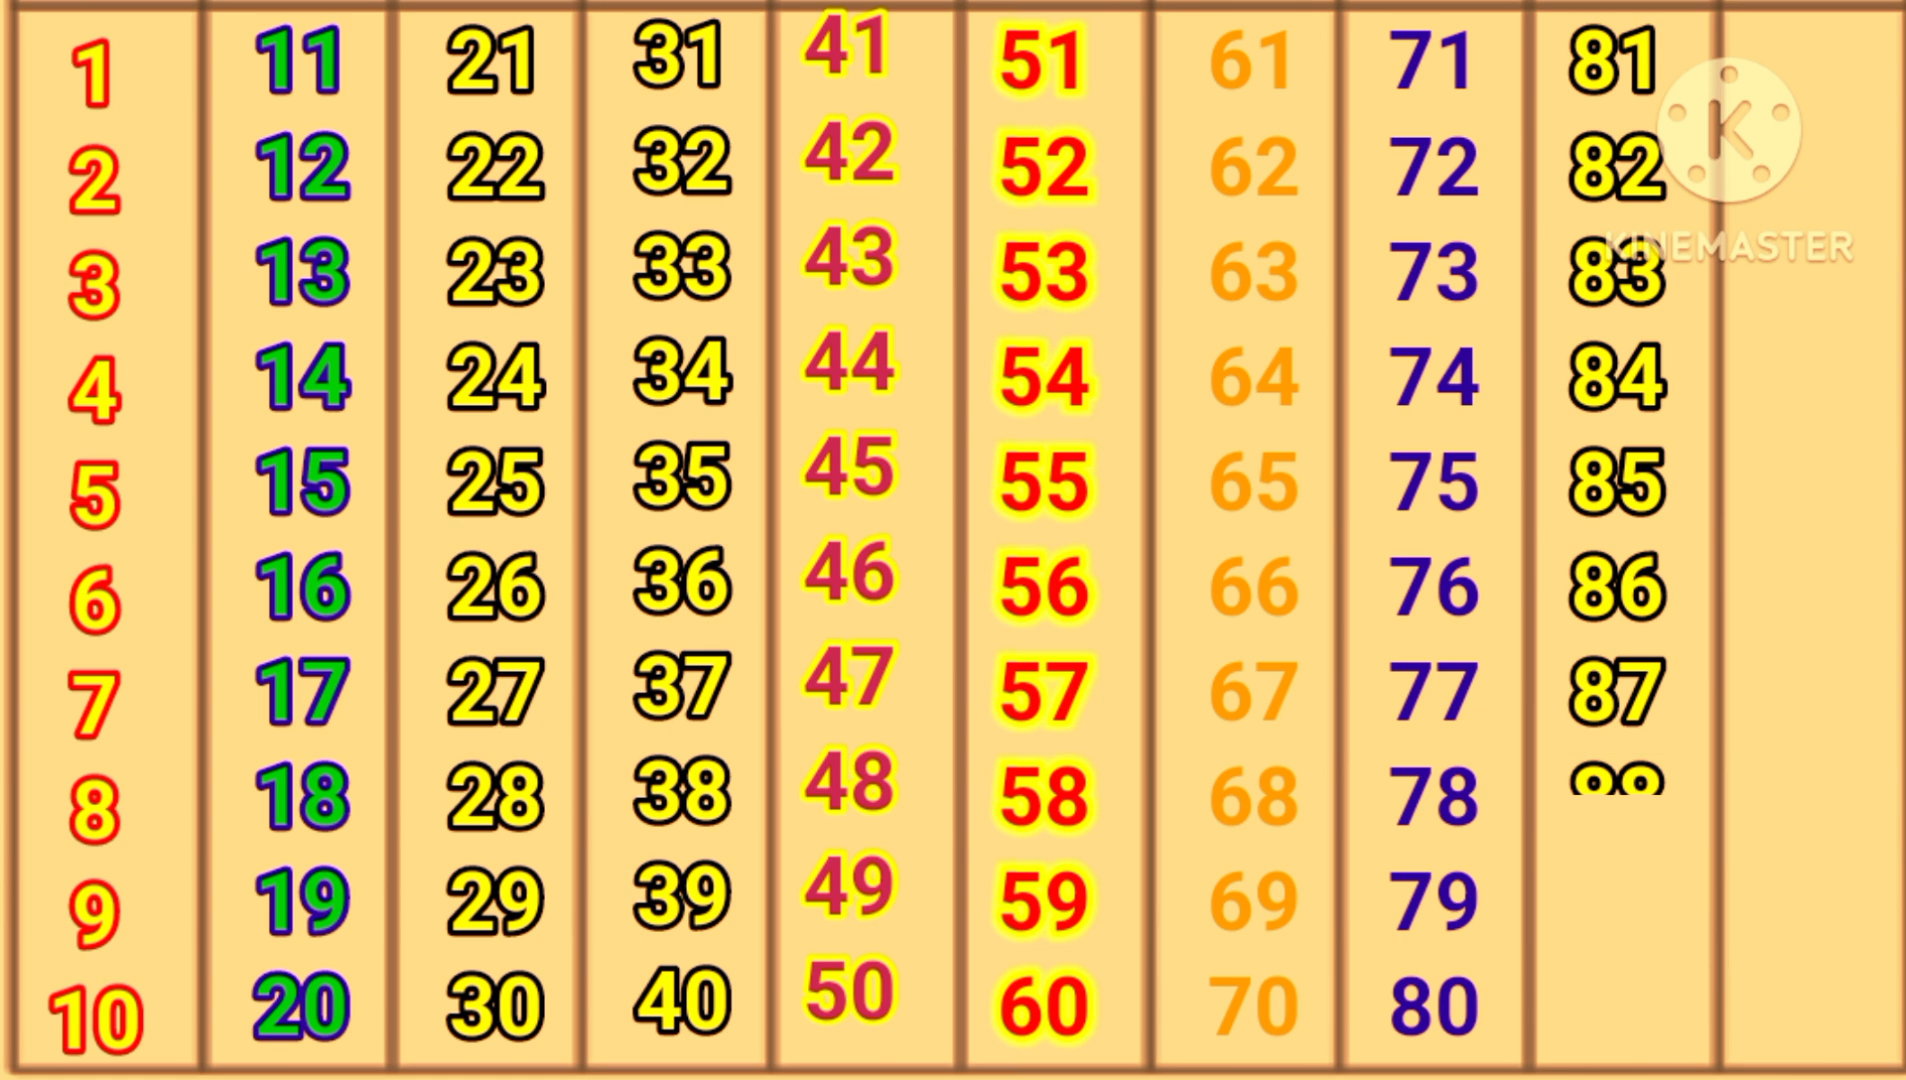 1 11 21 31 41 51 61 71 81
2 12 22 32 42 52 62 72 82
3 13 23 33 43 53 63 73 83
KINEMASTER
4 14 24 34 44 54 64 74 84
5 15 25 35 45 55 65 75 85
6 16 26 36 46 56 66 76 86
7 17 27 37 47 57 67 77 87
8 18 28 38 48 58 68 78
9 19 29 39 49 59 69 79
10 20 30 40 50 60 70 80